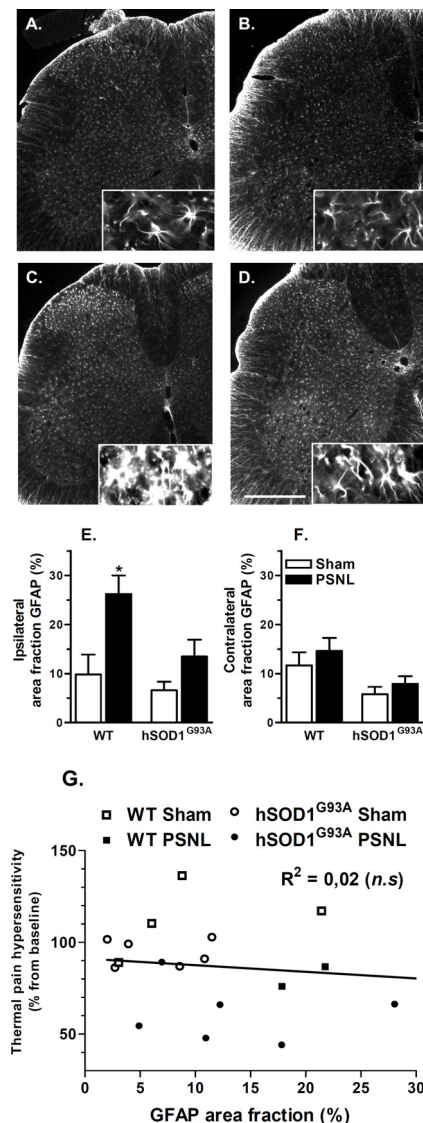 A.
B.
C.
D.
E.
F.
Ipsilateral
area fraction GFAP (%)
30
20
10
0
*
WT
hSOD1G93A
Contralateral
area fraction GFAP (%)
30
20
10
0
Sham
PSNL
WT
hSOD1G93A
G.
WT Sham
hSOD1G93A Sham
WT PSNL
hSOD1G93A PSNL
R2 = 0,02 (n.s)
Thermal pain hypersensitivity
(% from baseline)
150
100
50
0
5
10
15
20
25
30
GFAP area fraction (%)